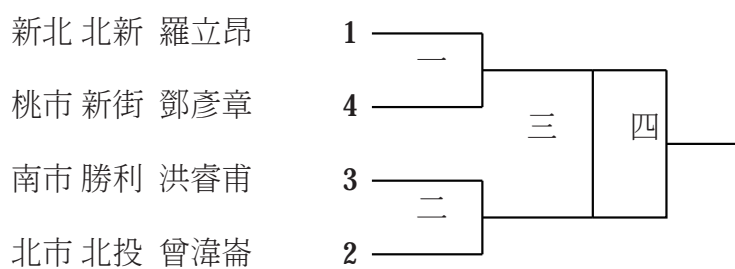 新北 北新 羅立昂 1
一
桃市 新街 鄧彥章 4
三 四
南市 勝利 洪睿甫 3
二
北市 北投 曾湋崙 2